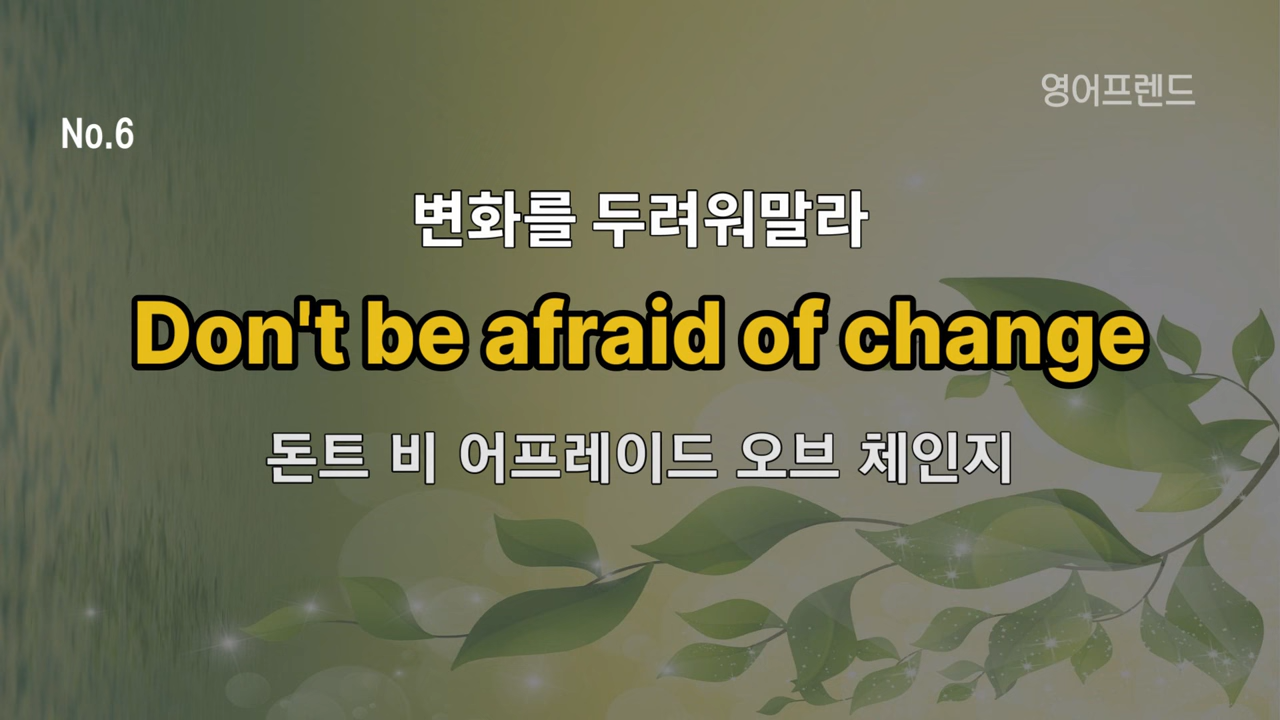 영어프렌드
No.6
변화를 두려워말라
Don't be afraid of change
돈트 비 어프레이드 오브 체인지